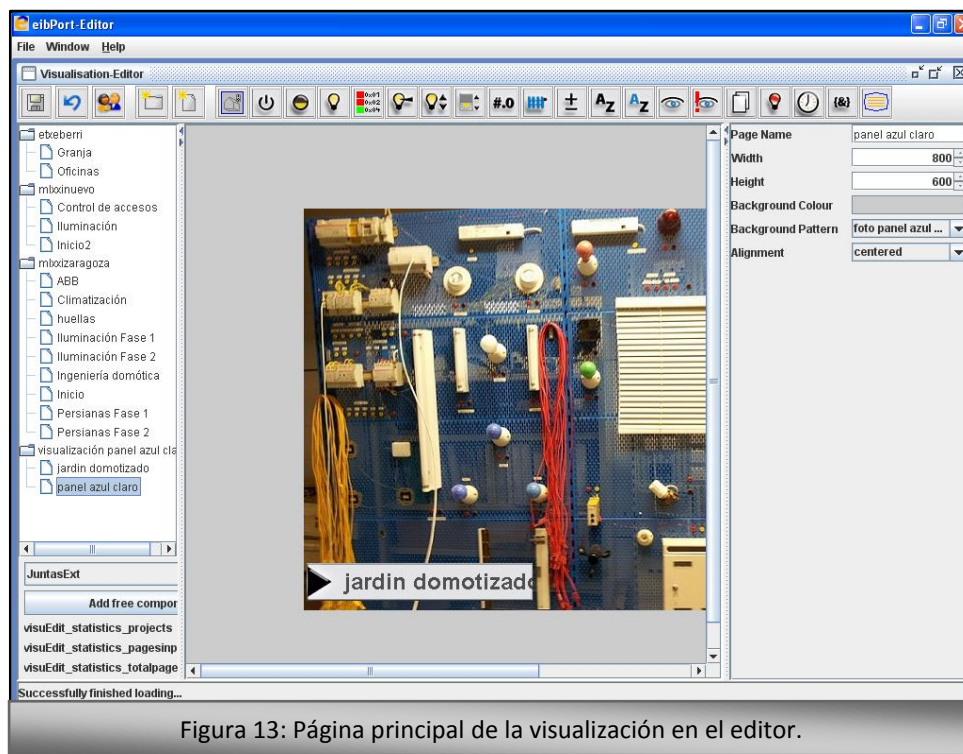 eibPort-Editor
File Window Help
Visualisation-Editor
#.0 ± AZ AZ {&}
etxeberri
Granja
Oficinas
mlxxinuevo
Control de accesos
Iluminación
Inicio2
mlxxizaragoza
ABB
Climatización
huellas
Iluminación Fase 1
Iluminación Fase 2
Ingeniería domótica
Inicio
Persianas Fase 1
Persianas Fase 2
visualización panel azul cla
jardin domotizado
panel azul claro
JuntasExt
Add free compor
visuEdit_statistics_projects
visuEdit_statistics_pagesinp
visuEdit_statistics_totalpage
jardin domotizado
Page Name panel azul claro
Width 800
Height 600
Background Colour
Background Pattern foto panel azul ...
Alignment centered
Successfully finished loading...
Figura 13: Página principal de la visualización en el editor.